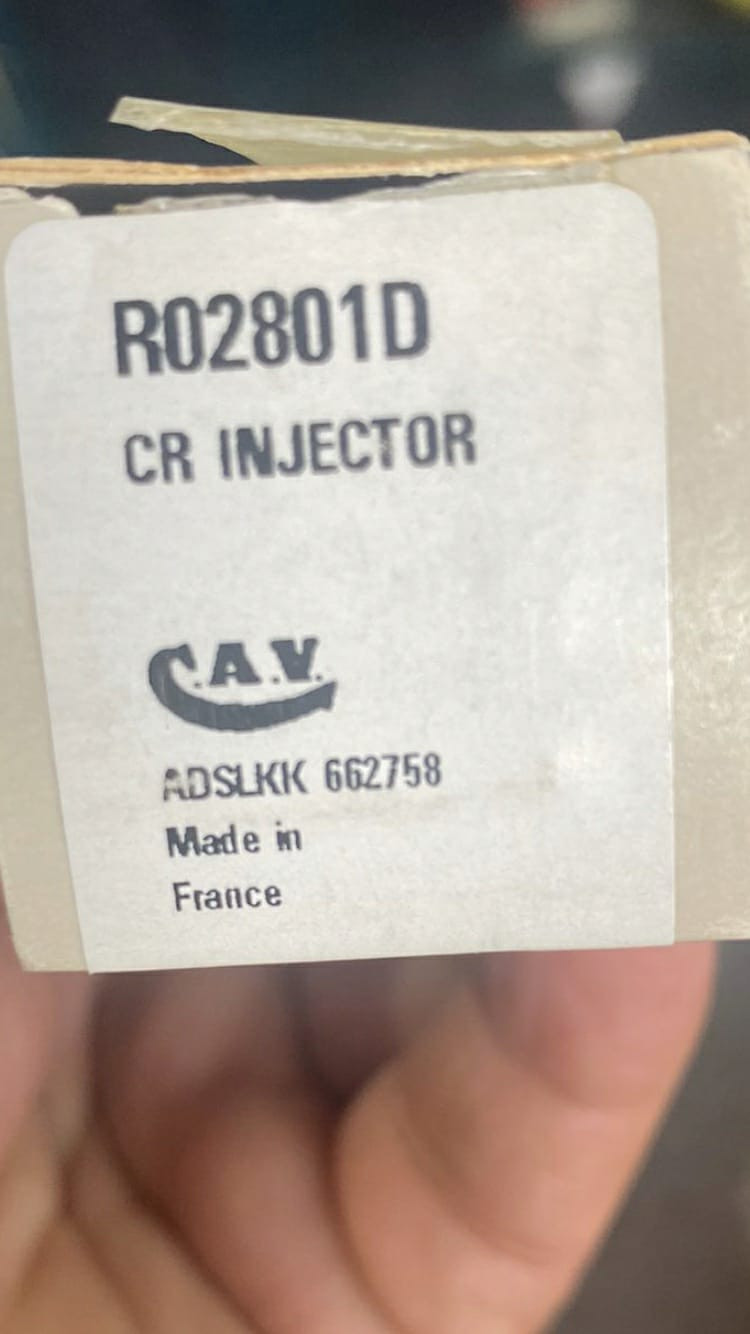 R02801D
CR INJECTOR
C.A.V.
ADSLKK 662758
Made in
France